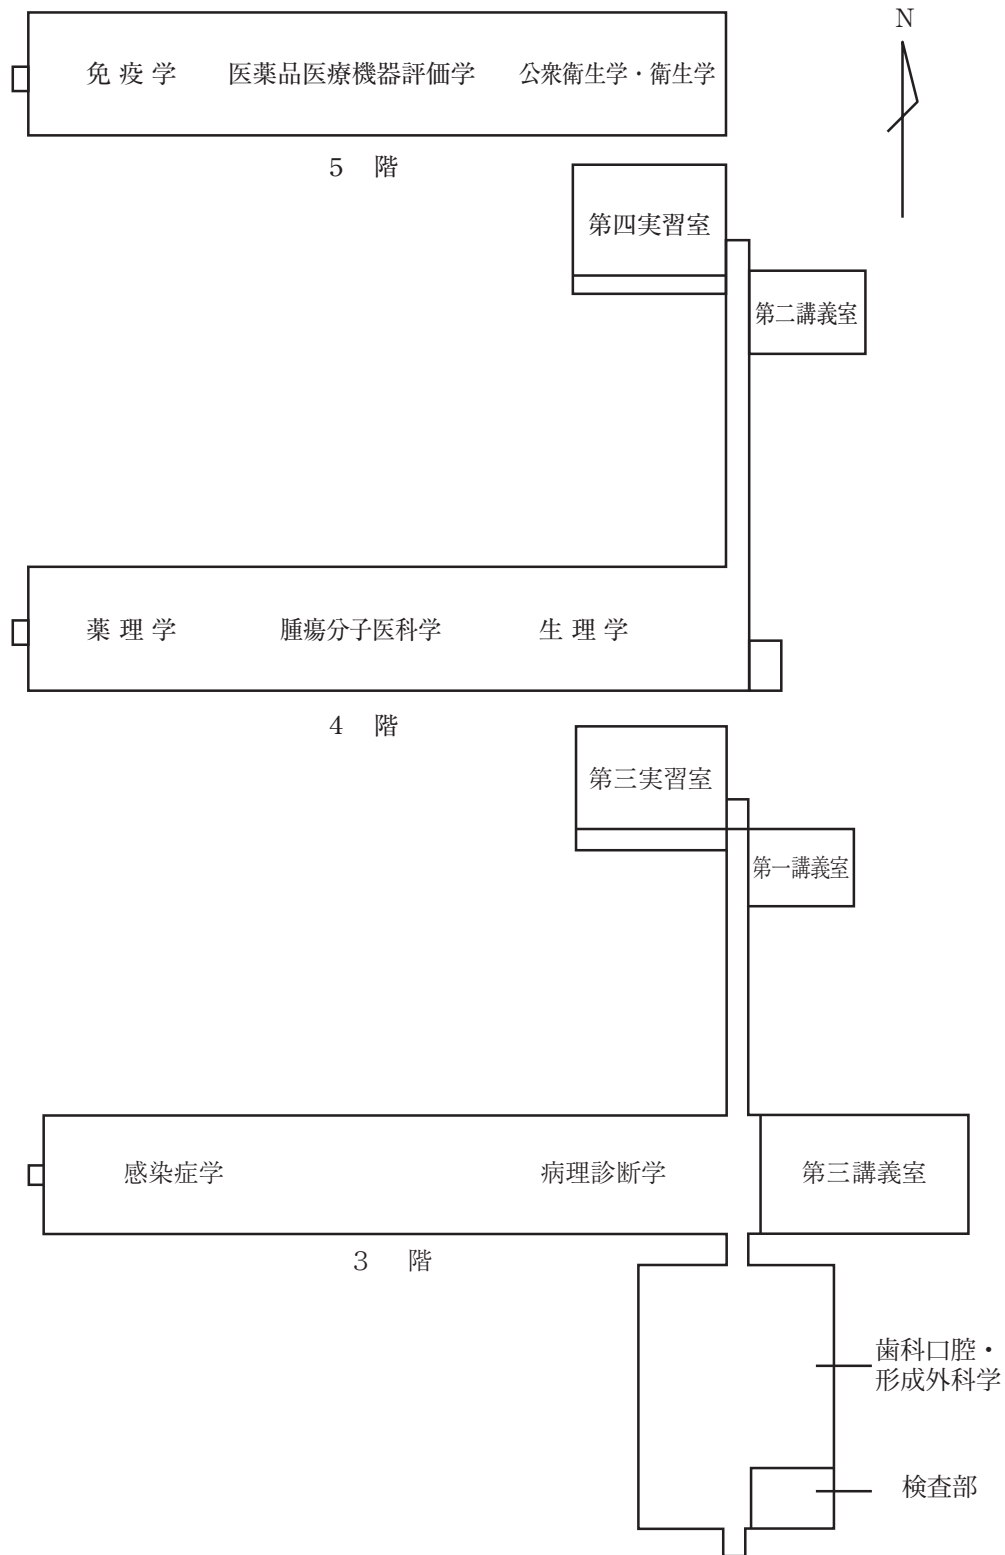 N
免 疫 学 医薬品医療機器評価学 公衆衛生学・衛生学
5 階
第四実習室
第二講義室
薬 理 学 腫瘍分子医科学 生 理 学
4 階
第三実習室
第一講義室
感染症学 病理診断学 第三講義室
3 階
歯科口腔・
形成外科学
検査部